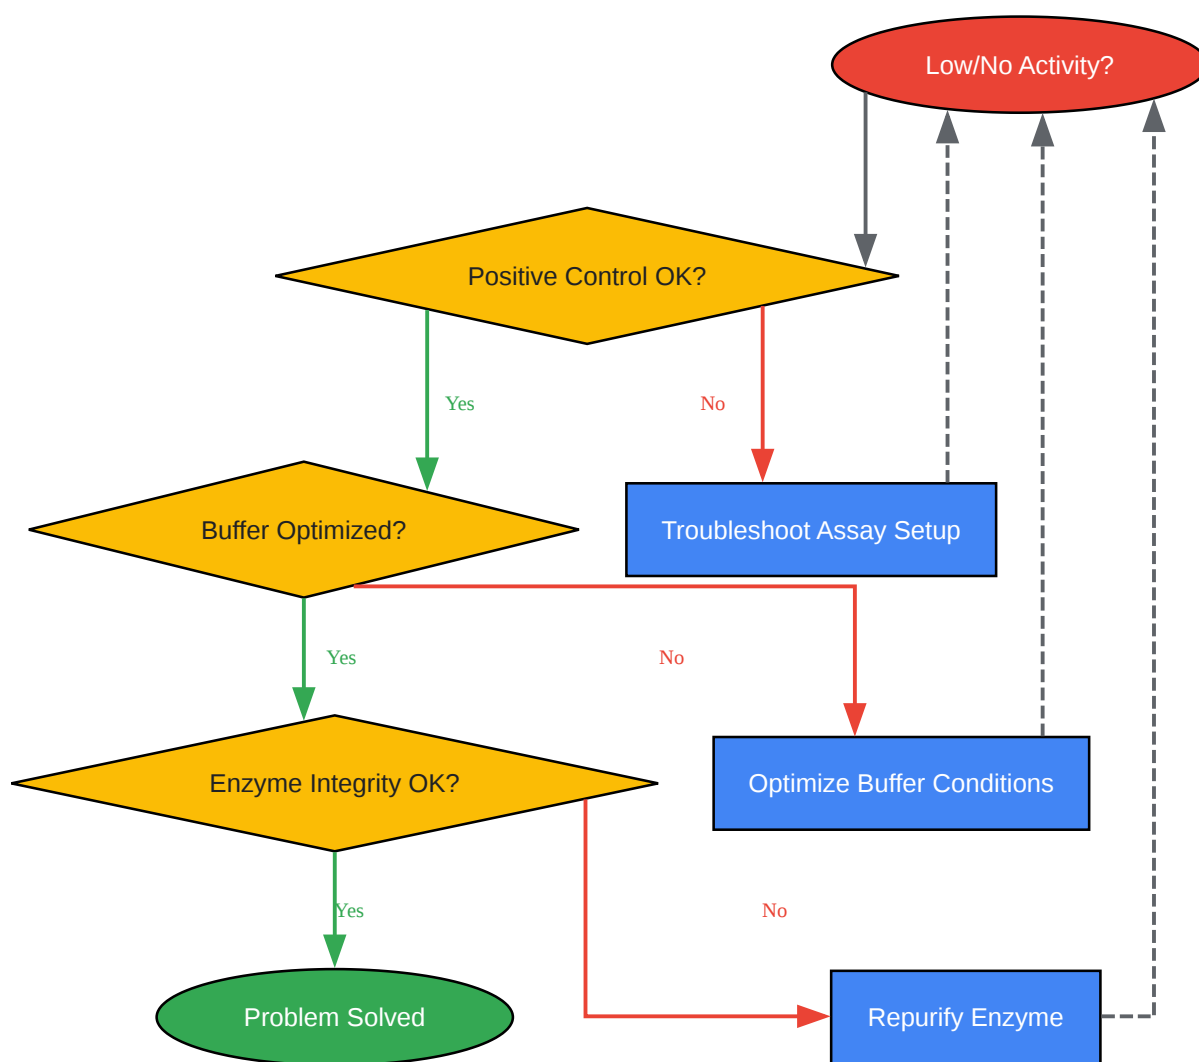 Low/No Activity?
Positive Control OK?
Yes
No
Buffer Optimized?
Troubleshoot Assay Setup
Yes
No
Enzyme Integrity OK?
Optimize Buffer Conditions
Yes
No
Problem Solved
Repurify Enzyme